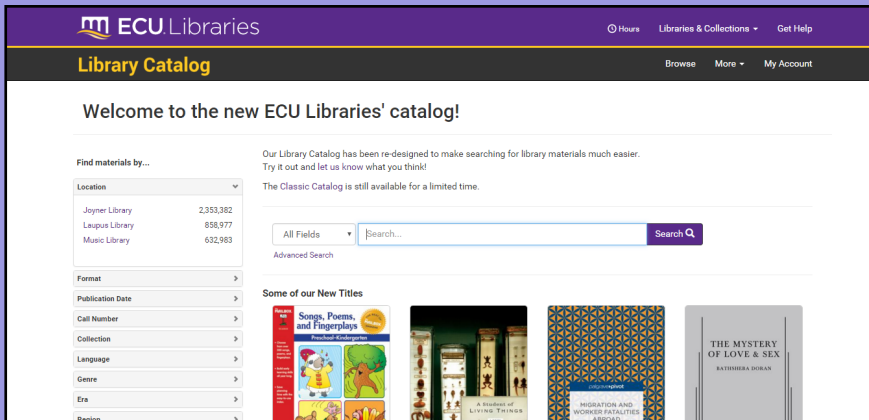 ECU Libraries
Hours Libraries & Collections Get Help
Library Catalog
Browse More My Account
Welcome to the new ECU Libraries' catalog!
Find materials by...
Location
Joyner Library 2,353,382
Laupus Library 858,977
Music Library 632,983
Format
Publication Date
Call Number
Collection
Language
Genre
Era
Region
Our Library Catalog has been re-designed to make searching for library materials much easier.
Try it out and let us know what you think!
The Classic Catalog is still available for a limited time.
All Fields Search... Search
Advanced Search
Some of our New Titles
Songs, Poems,
and Fingerplays
Preschool-Kindergarten
A Student of
LIVING THINGS
palgrave pivot
MIGRATION AND
WORKER FATALITIES
ABROAD
THE MYSTERY
OF LOVE & SEX
BATHSHEBA DORAN